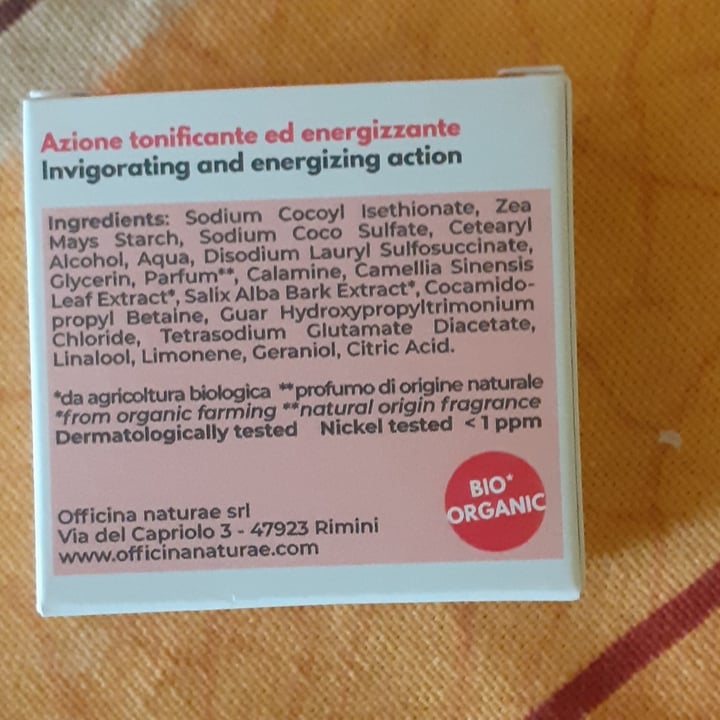 Azione tonificante ed energizzante
Invigorating and energizing action
Ingredients: Sodium Cocoyl Isethionate, Zea
Mays Starch, Sodium Coco Sulfate, Cetearyl
Alcohol, Aqua, Disodium Lauryl Sulfosuccinate,
Glycerin, Parfum**, Calamine, Camellia Sinensis
Leaf Extract*, Salix Alba Bark Extract*, Cocamido-
propyl Betaine, Guar Hydroxypropyltrimonium
Chloride, Tetrasodium Glutamate Diacetate,
Linalool, Limonene, Geraniol, Citric Acid.
*da agricoltura biologica **profumo di origine naturale
*from organic farming **natural origin fragrance
Dermatologically tested Nickel tested < 1 ppm
BIO*
ORGANIC
Officina naturae srl
Via del Capriolo 3 - 47923 Rimini
www.officinanaturae.com